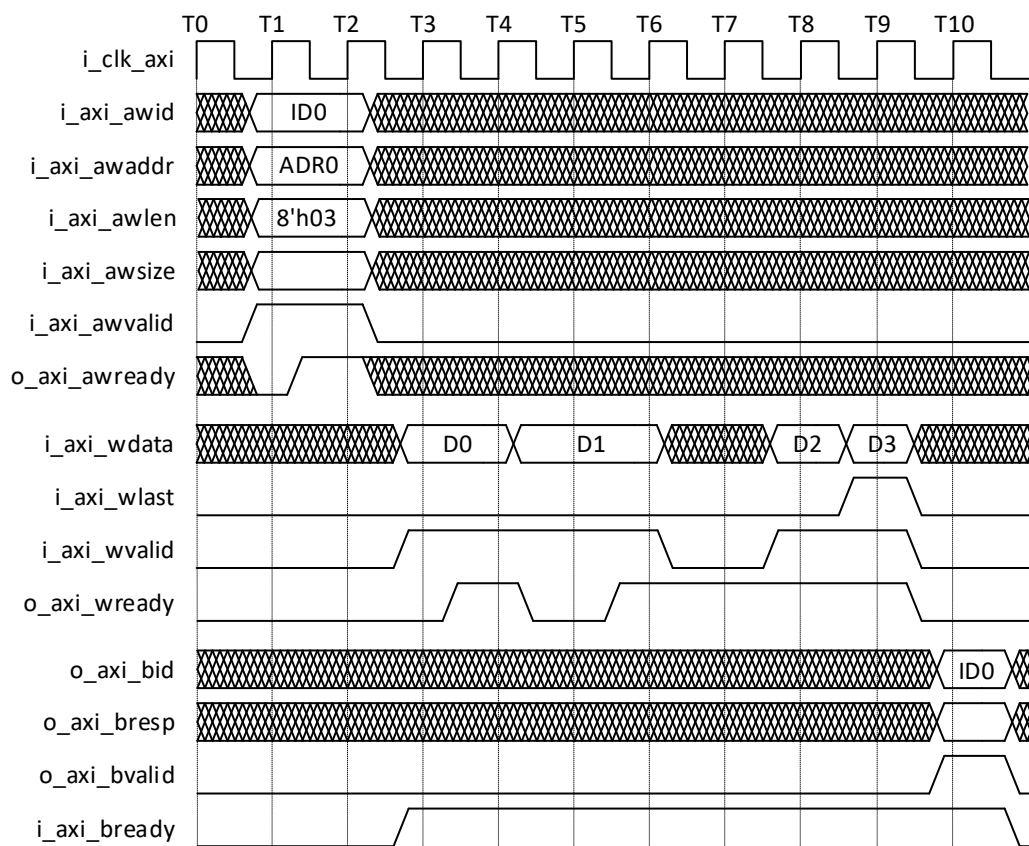 T0 T1 T2 T3 T4 T5 T6 T7 T8 T9 T10
i_clk_axi
i_axi_awid ID0
i_axi_awaddr ADR0
i_axi_awlen 8'h03
i_axi_awsize
i_axi_awvalid
o_axi_awready
i_axi_wdata D0 D1 D2 D3
i_axi_wlast
i_axi_wvalid
o_axi_wready
o_axi_bid ID0
o_axi_bresp
o_axi_bvalid
i_axi_bready